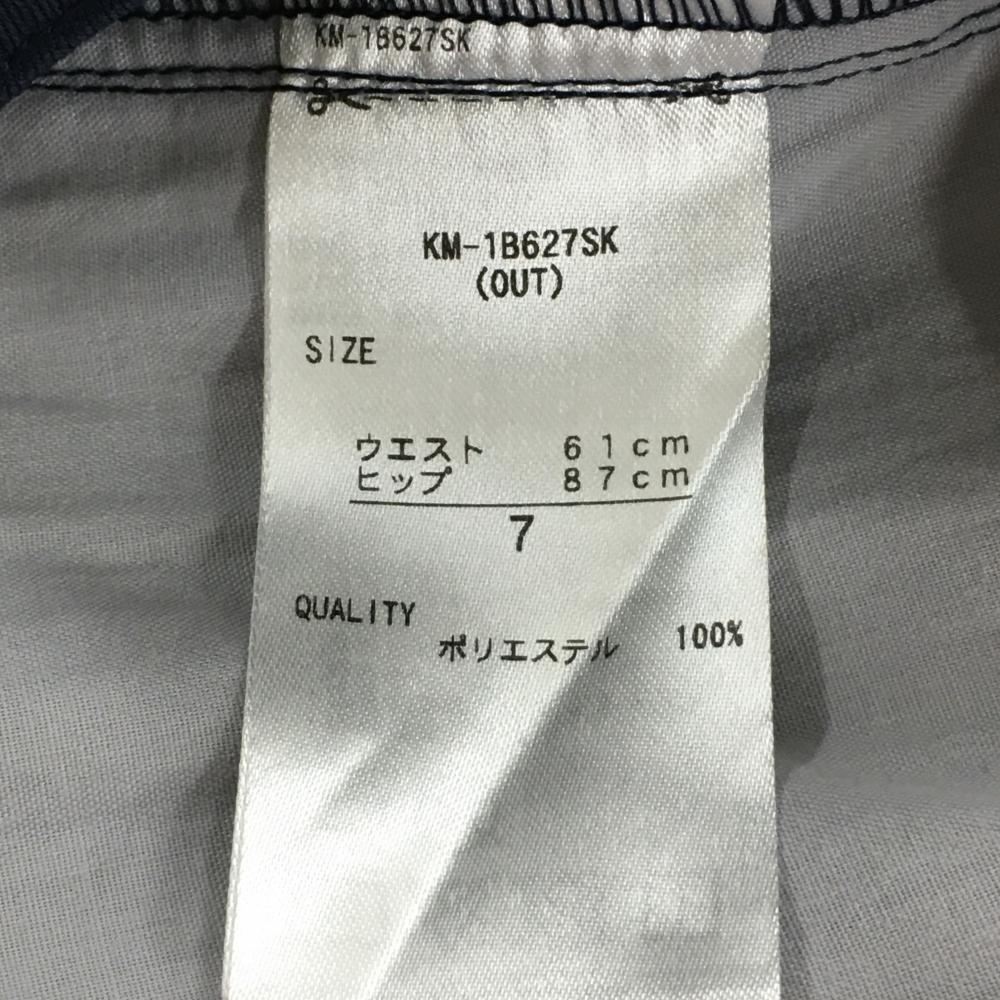 KM-1B627SK
KM-1B627SK
(OUT)
SIZE
ウエスト 61cm
ヒップ 87cm
7
QUALITY
ポリエステル 100%